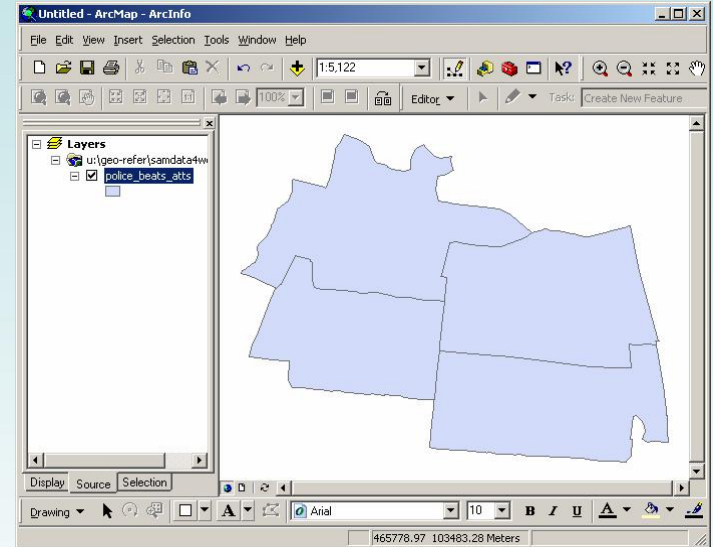 Untitled - ArcMap - ArcInfo
File Edit View Insert Selection Tools Window Help
1:5,122
100% Editor Task: Create New Feature
Layers
u:\geo-refer\samdata4w
police_beats_atts
Display Source Selection
Drawing A Arial 10 B I U A
465778.97 103483.28 Meters